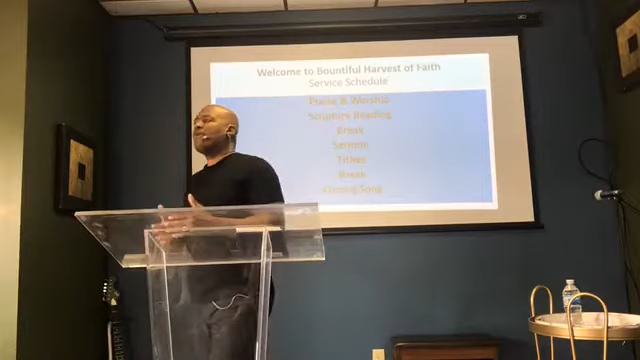 Welcome to Bountiful Harvest of Faith
Service Schedule
Praise & Worship
Scripture Reading
Break
Sermon
Tithes
Break
Closing Song